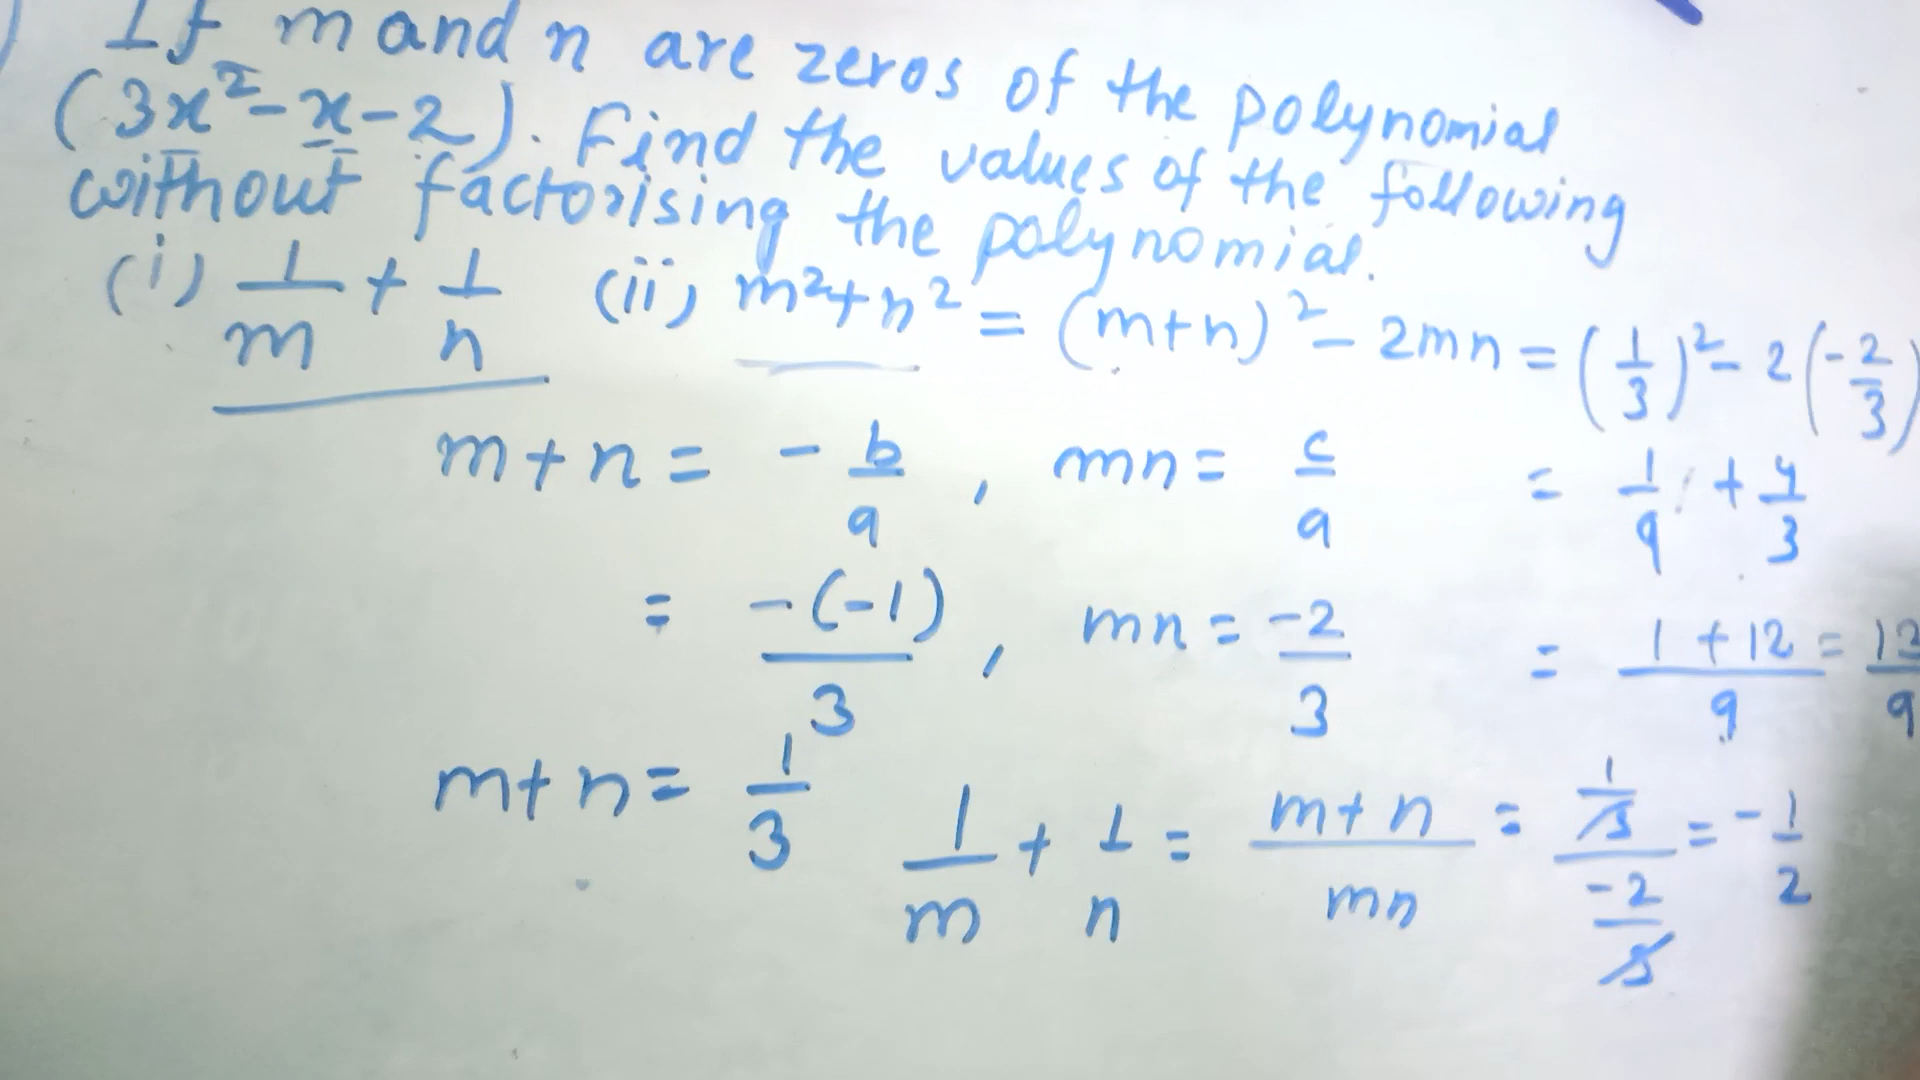 If m and n are zeros of the polynomial
(3x² - x - 2). Find the values of the following
without factorising the polynomial.
(i) 1/m + 1/n (ii) m² + n² = (m+n)² - 2mn = (1/3)² - 2(-2/3)
m + n = - b/a , mn = c/a = 1/9 + 4/3
= -(-1)/3 , mn = -2/3 = 1 + 12/9 = 13/9
m + n = 1/3
1/m + 1/n = m+n/mn = 1/3/-2/3 = - 1/2